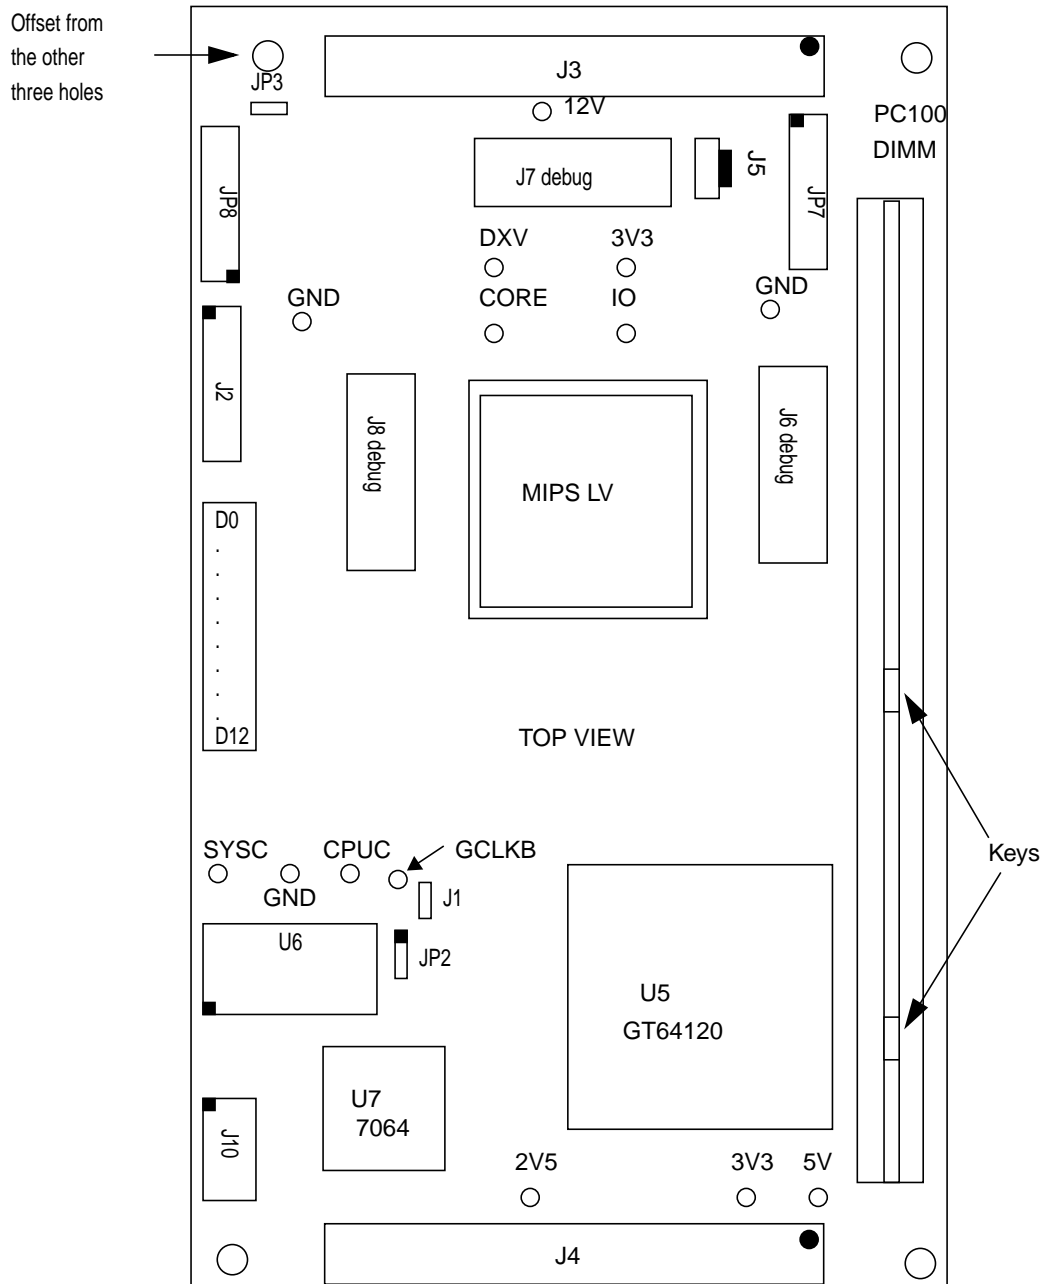 Offset from
the other
three holes
JP3
J3
12V
PC100
DIMM
J7 debug
J5
JP8
JP7
DXV
3V3
GND
CORE
IO
GND
J2
J8 debug
J6 debug
MIPS LV
D0
.
.
.
.
.
.
.
.
D12
TOP VIEW
SYSC
CPUC
GCLKB
GND
J1
Keys
U6
JP2
U5
GT64120
U7
7064
J10
2V5
3V3
5V
J4